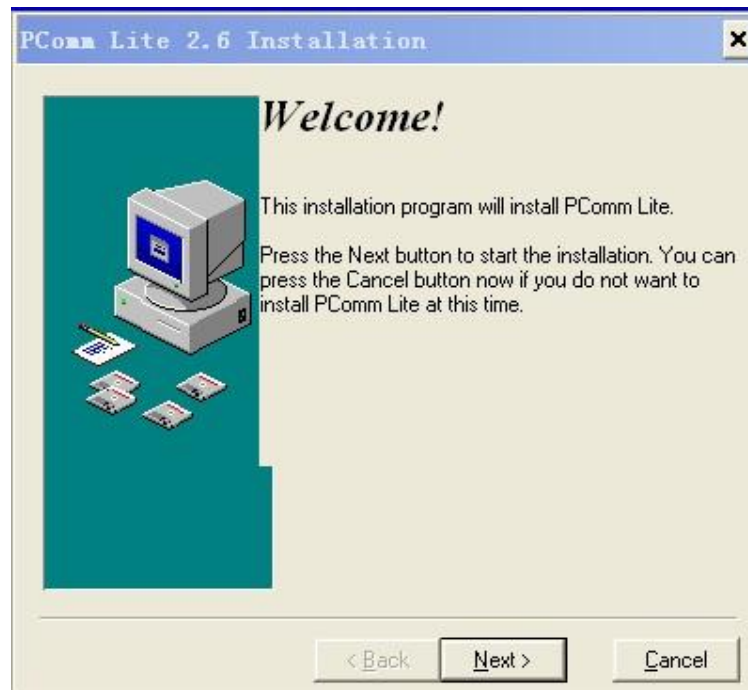 PComm Lite 2.6 Installation
Welcome!
This installation program will install PComm Lite.
Press the Next button to start the installation. You can
press the Cancel button now if you do not want to
install PComm Lite at this time.
< Back Next > Cancel